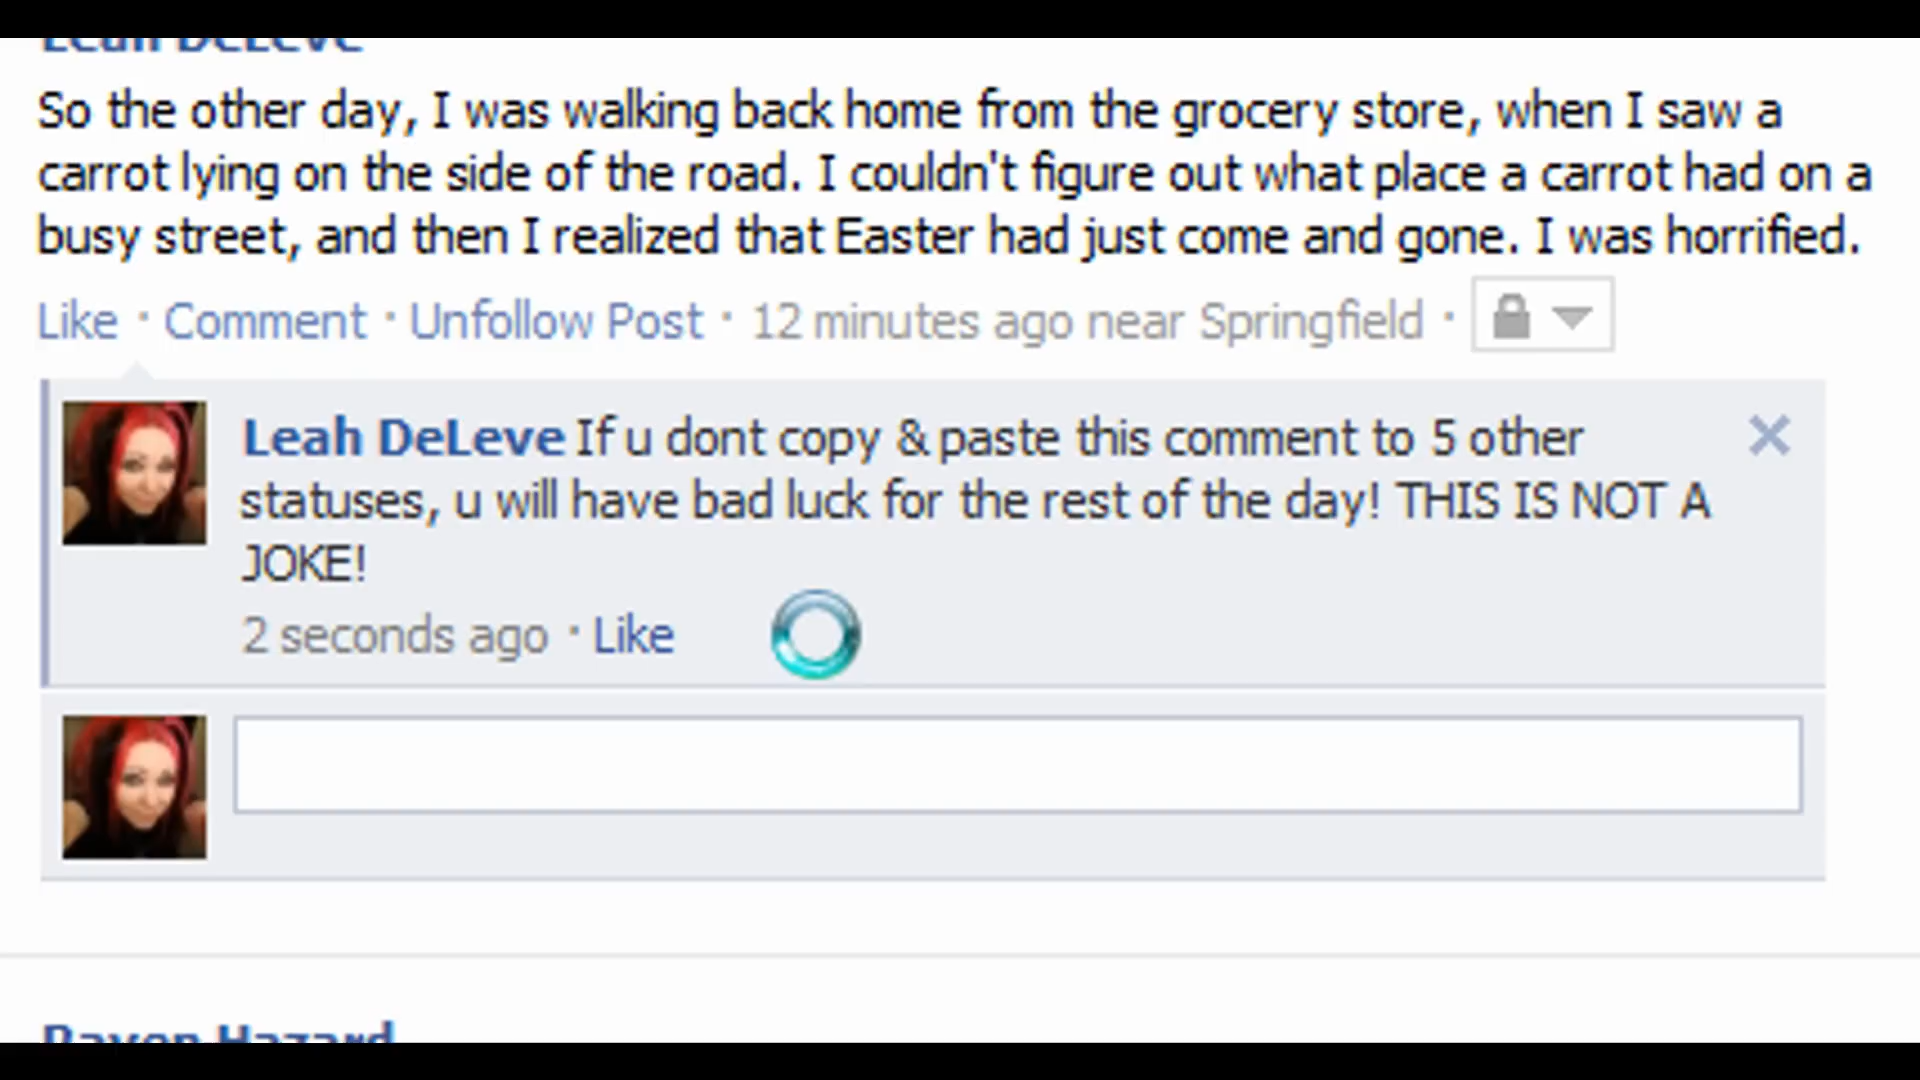 Leah DeLeve
So the other day, I was walking back home from the grocery store, when I saw a
carrot lying on the side of the road. I couldn't figure out what place a carrot had on a
busy street, and then I realized that Easter had just come and gone. I was horrified.
Like · Comment · Unfollow Post · 12 minutes ago near Springfield ·
Leah DeLeve If u dont copy & paste this comment to 5 other
statuses, u will have bad luck for the rest of the day! THIS IS NOT A
JOKE!
2 seconds ago · Like
Raven Hazard